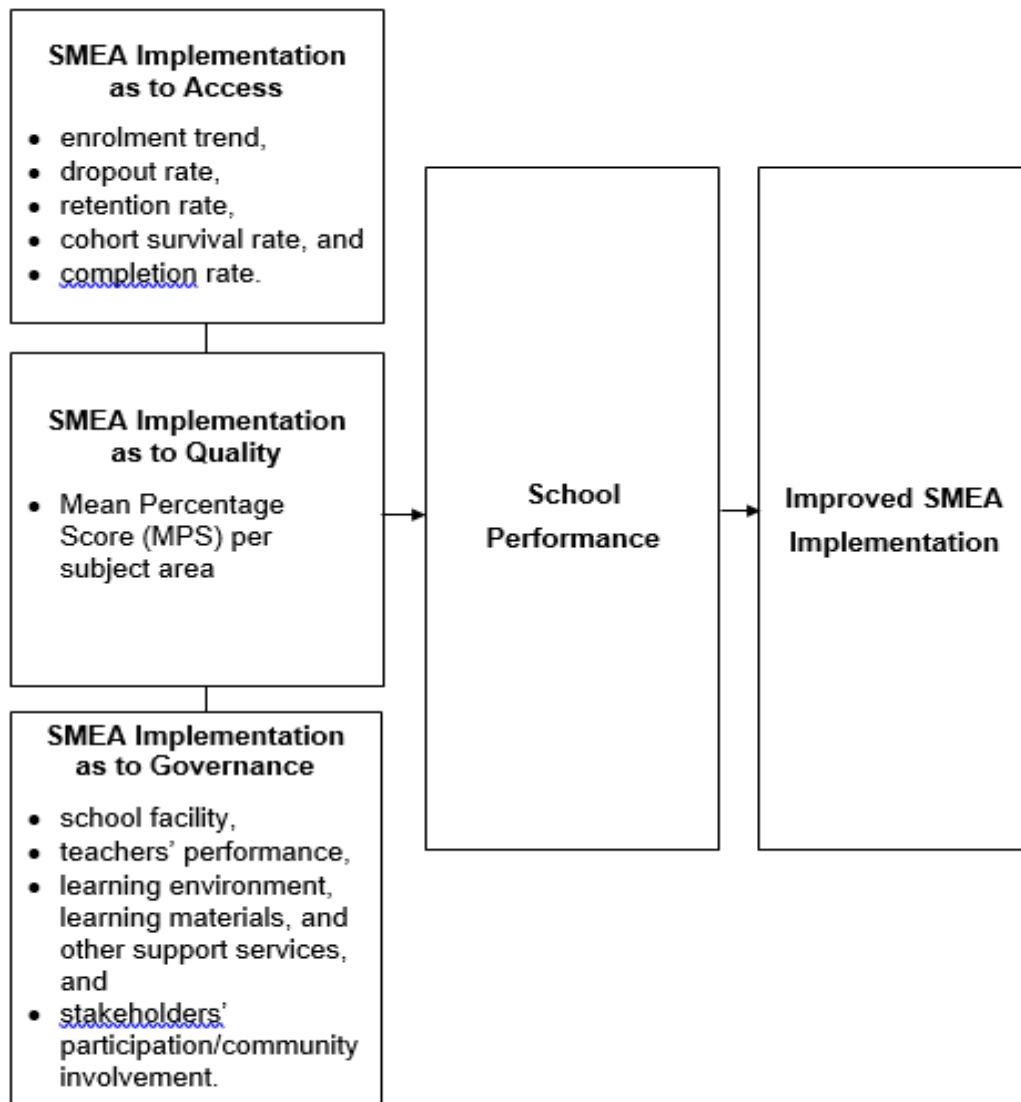 SMEA Implementation
as to Access
• enrolment trend,
• dropout rate,
• retention rate,
• cohort survival rate, and
• completion rate.
SMEA Implementation
as to Quality
• Mean Percentage
Score (MPS) per
subject area
SMEA Implementation
as to Governance
• school facility,
• teachers’ performance,
• learning environment,
learning materials, and
other support services,
and
• stakeholders’
participation/community
involvement.
School
Performance
Improved SMEA
Implementation